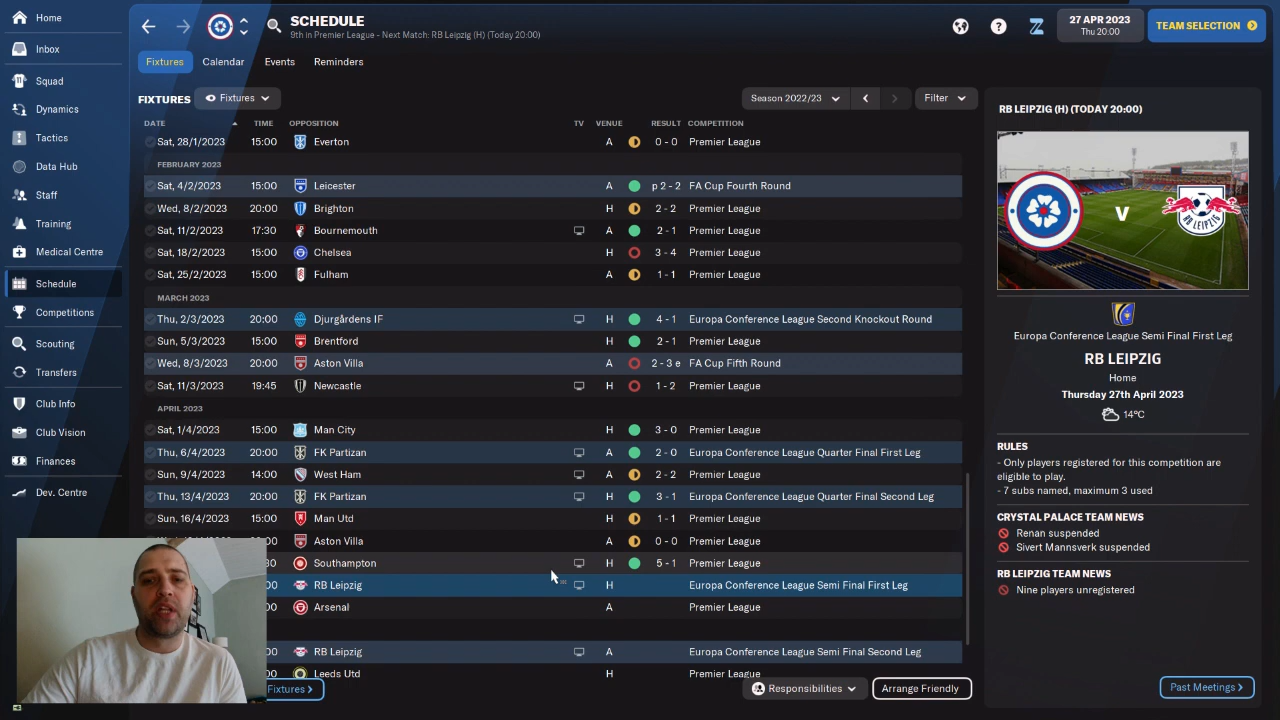 Home
Inbox
Squad
Dynamics
Tactics
Data Hub
Staff
Training
Medical Centre
Schedule
Competitions
Scouting
Transfers
Club Info
Club Vision
Finances
Dev. Centre
SCHEDULE
9th in Premier League - Next Match: RB Leipzig (H) (Today 20:00)
27 APR 2023
Thu 20:00
TEAM SELECTION
Fixtures Calendar Events Reminders
FIXTURES Fixtures Season 2022/23 Filter
DATE TIME OPPOSITION TV VENUE RESULT COMPETITION
Sat, 28/1/2023 15:00 Everton A 0 - 0 Premier League
FEBRUARY 2023
Sat, 4/2/2023 15:00 Leicester A p 2 - 2 FA Cup Fourth Round
Wed, 8/2/2023 20:00 Brighton H 2 - 2 Premier League
Sat, 11/2/2023 17:30 Bournemouth A 2 - 1 Premier League
Sat, 18/2/2023 15:00 Chelsea H 3 - 4 Premier League
Sat, 25/2/2023 15:00 Fulham A 1 - 1 Premier League
MARCH 2023
Thu, 2/3/2023 20:00 Djurgårdens IF H 4 - 1 Europa Conference League Second Knockout Round
Sun, 5/3/2023 15:00 Brentford H 2 - 1 Premier League
Wed, 8/3/2023 20:00 Aston Villa A 2 - 3 e FA Cup Fifth Round
Sat, 11/3/2023 19:45 Newcastle H 1 - 2 Premier League
APRIL 2023
Sat, 1/4/2023 15:00 Man City H 3 - 0 Premier League
Thu, 6/4/2023 20:00 FK Partizan A 2 - 0 Europa Conference League Quarter Final First Leg
Sun, 9/4/2023 14:00 West Ham A 2 - 2 Premier League
Thu, 13/4/2023 20:00 FK Partizan H 3 - 1 Europa Conference League Quarter Final Second Leg
Sun, 16/4/2023 15:00 Man Utd H 1 - 1 Premier League
Aston Villa A 0 - 0 Premier League
Southampton H 5 - 1 Premier League
RB Leipzig H Europa Conference League Semi Final First Leg
Arsenal A Premier League
RB Leipzig A Europa Conference League Semi Final Second Leg
Leeds Utd H Premier League
Fixtures Responsibilities Arrange Friendly
RB LEIPZIG (H) (TODAY 20:00)
V
Europa Conference League Semi Final First Leg
RB LEIPZIG
Home
Thursday 27th April 2023
14°C
RULES
- Only players registered for this competition are
eligible to play.
- 7 subs named, maximum 3 used
CRYSTAL PALACE TEAM NEWS
Renan suspended
Sivert Mannsverk suspended
RB LEIPZIG TEAM NEWS
Nine players unregistered
Past Meetings